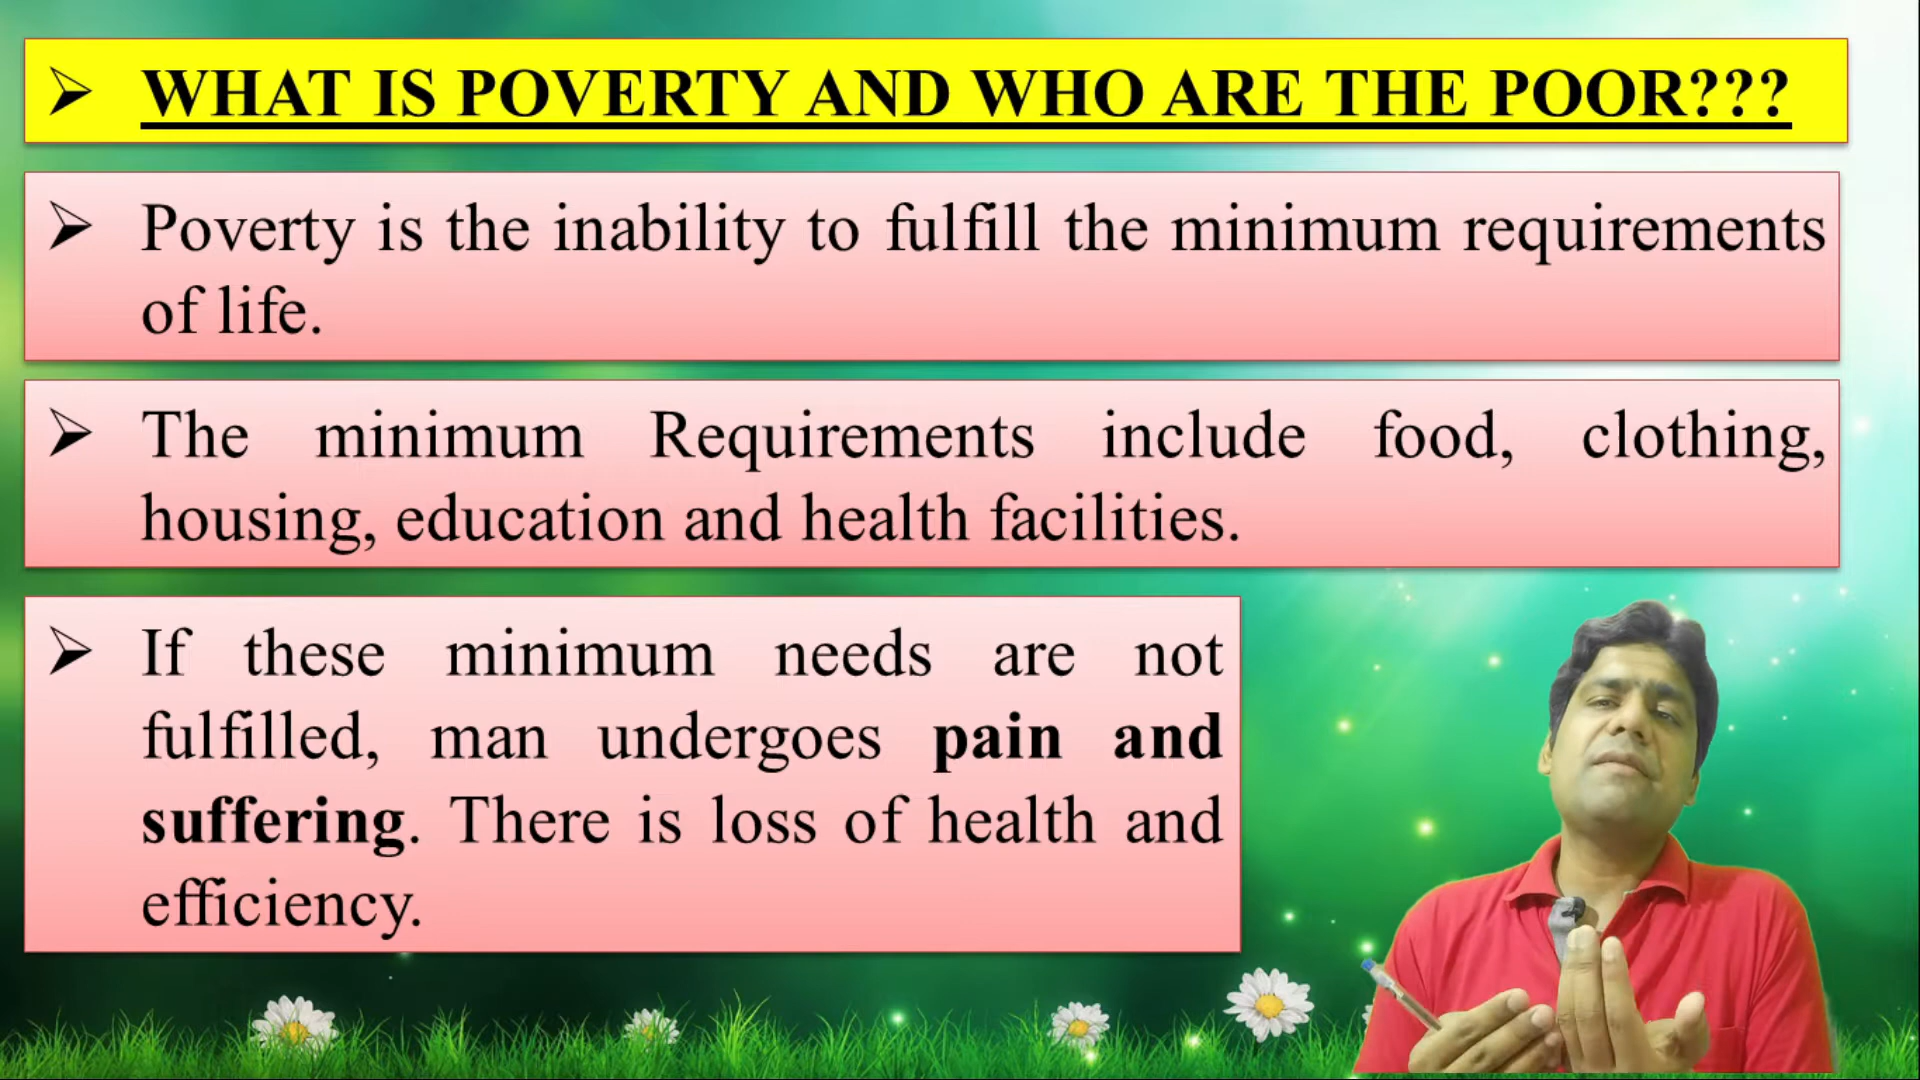 ➢ WHAT IS POVERTY AND WHO ARE THE POOR???
➢ Poverty is the inability to fulfill the minimum requirements
of life.
➢ The minimum Requirements include food, clothing,
housing, education and health facilities.
➢ If these minimum needs are not
fulfilled, man undergoes pain and
suffering. There is loss of health and
efficiency.